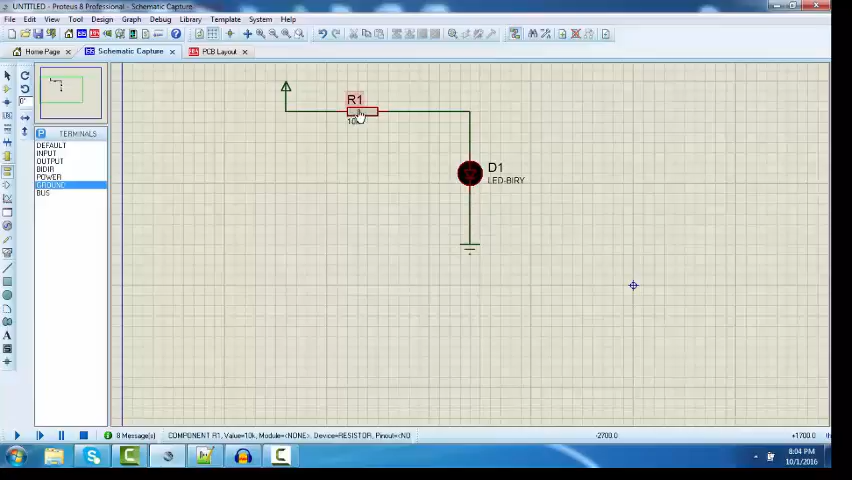 UNTITLED - Proteus 8 Professional - Schematic Capture
File Edit View Tool Design Graph Debug Library Template System Help
Home Page Schematic Capture PCB Layout
0°
P TERMINALS
DEFAULT
INPUT
OUTPUT
BIDIR
POWER
GROUND
BUS
R1
D1
LED-BIRY
8 Message(s) COMPONENT R1, Value=10k, Module=<NONE>, Device=RESISTOR, Pinout=<NO -2700.0 +1700.0 th
8:04 PM
10/1/2016